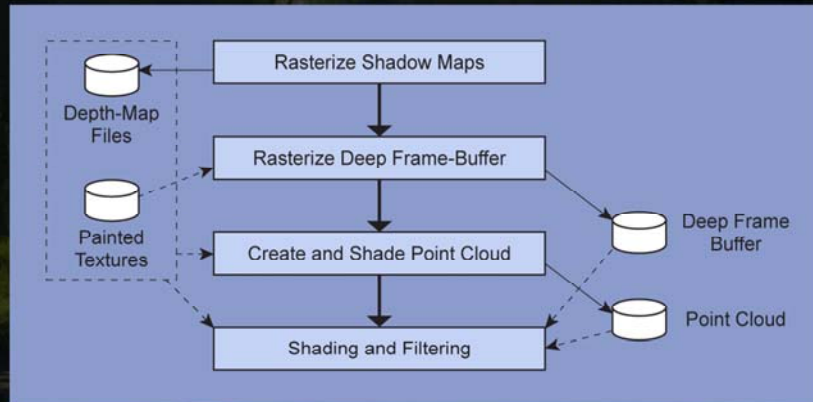 Rasterize Shadow Maps
Depth-Map
Files
Rasterize Deep Frame-Buffer
Painted
Textures
Deep Frame
Buffer
Create and Shade Point Cloud
Point Cloud
Shading and Filtering